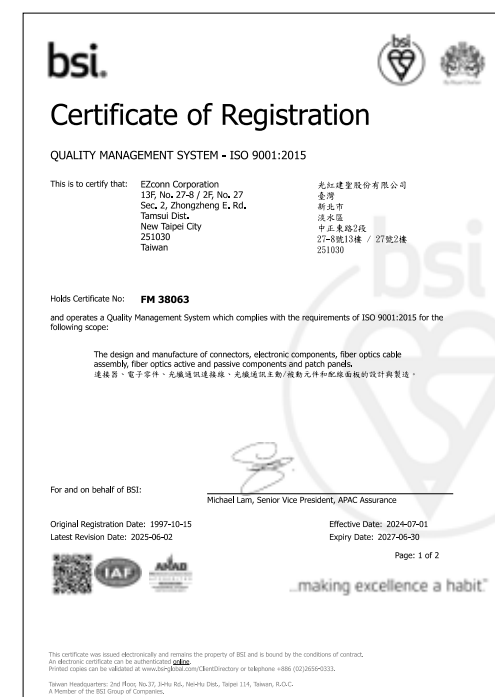 bsi.
bsi
By Royal Charter
Certificate of Registration
QUALITY MANAGEMENT SYSTEM - ISO 9001:2015
This is to certify that:
EZconn Corporation
13F, No. 27-8 / 2F, No. 27
Sec. 2, Zhongzheng E. Rd.
Tamsui Dist.
New Taipei City
251030
Taiwan
光紅建聖股份有限公司
臺灣
新北市
淡水區
中正東路2段
27-8號13樓 / 27號2樓
251030
Holds Certificate No: FM 38063
and operates a Quality Management System which complies with the requirements of ISO 9001:2015 for the
following scope:
The design and manufacture of connectors, electronic components, fiber optics cable
assembly, fiber optics active and passive components and patch panels.
連接器、電子零件、光纖通訊連接線、光纖通訊主動/被動元件和配線面板的設計與製造。
bsi
For and on behalf of BSI:
Michael Lam, Senior Vice President, APAC Assurance
Original Registration Date: 1997-10-15
Effective Date: 2024-07-01
Latest Revision Date: 2025-06-02
Expiry Date: 2027-06-30
Page: 1 of 2
IAF
ANAB
ACCREDITED
...making excellence a habit.™
This certificate was issued electronically and remains the property of BSI and is bound by the conditions of contract.
An electronic certificate can be authenticated online.
Printed copies can be validated at www.bsi-global.com/ClientDirectory or telephone +886 (02)2656-0333.
Taiwan Headquarters: 2nd Floor, No.37, Ji-Hu Rd., Nei-Hu Dist., Taipei 114, Taiwan, R.O.C.
A Member of the BSI Group of Companies.